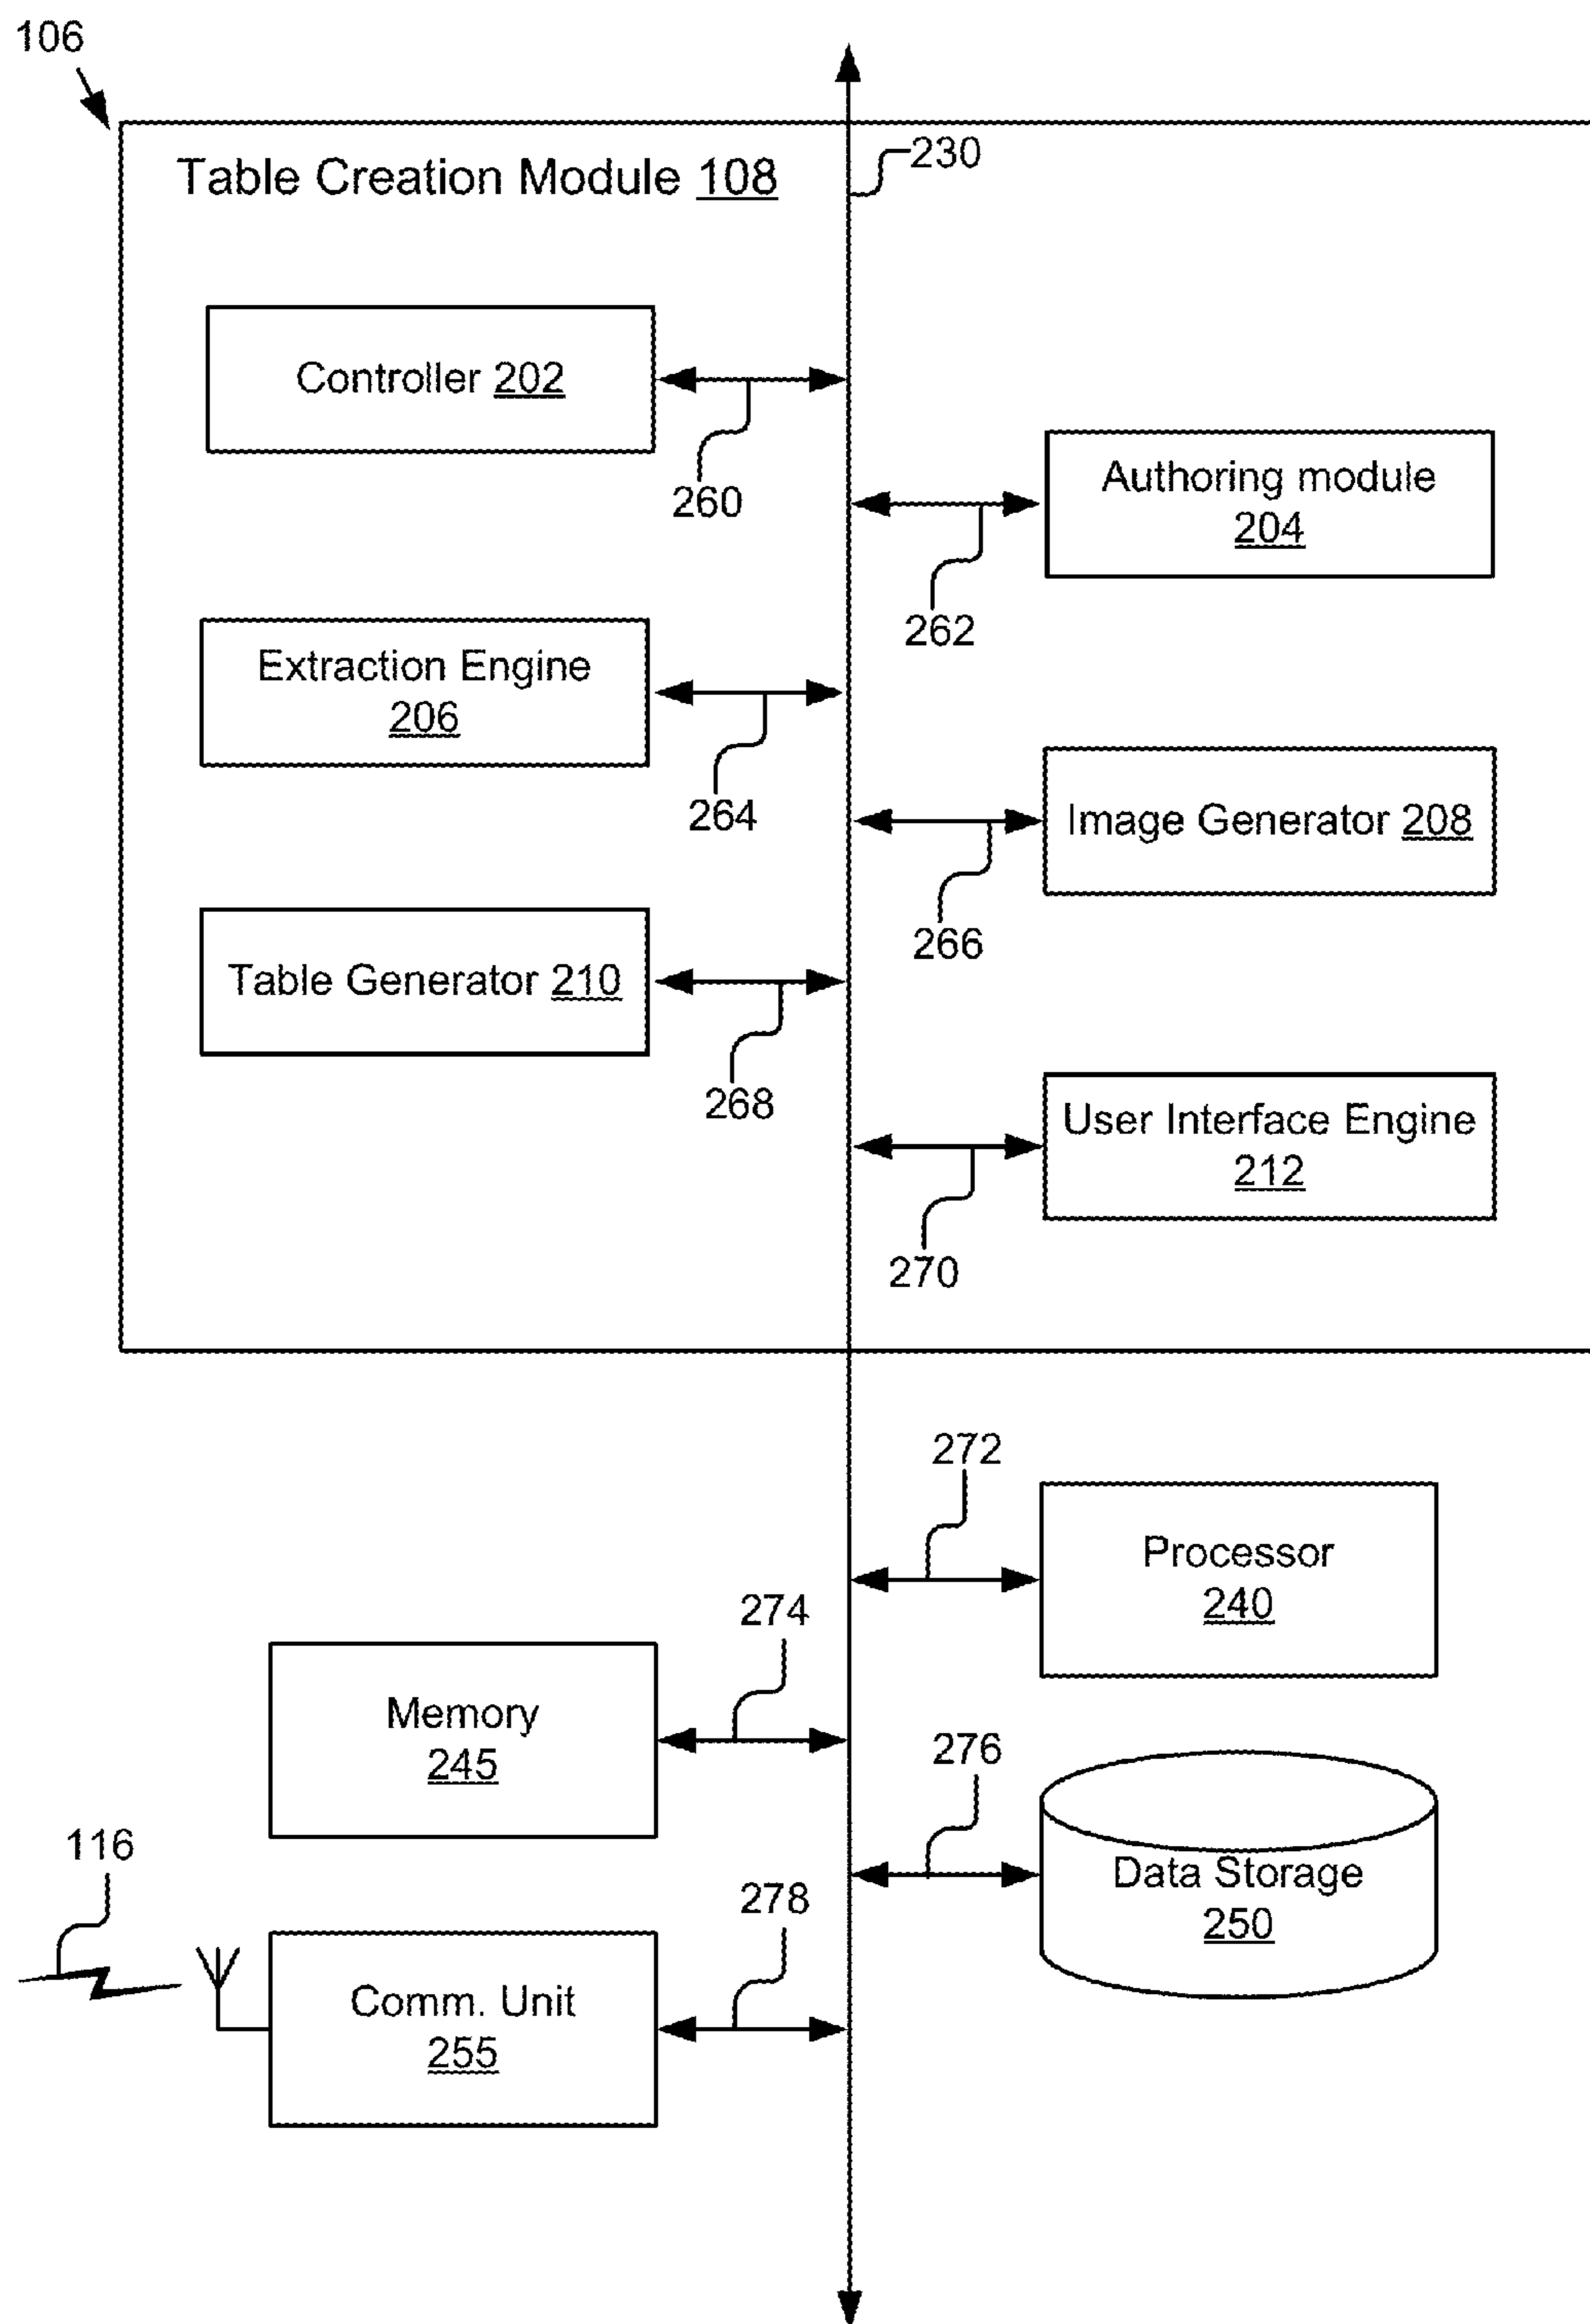 106
230
Table Creation Module 108
Controller 202
260
Authoring module
204
262
Extraction Engine
206
264
Image Generator 208
266
Table Generator 210
268
User Interface Engine
212
270
272
Processor
240
274
Memory
245
276
Data Storage
250
116
278
Comm. Unit
255